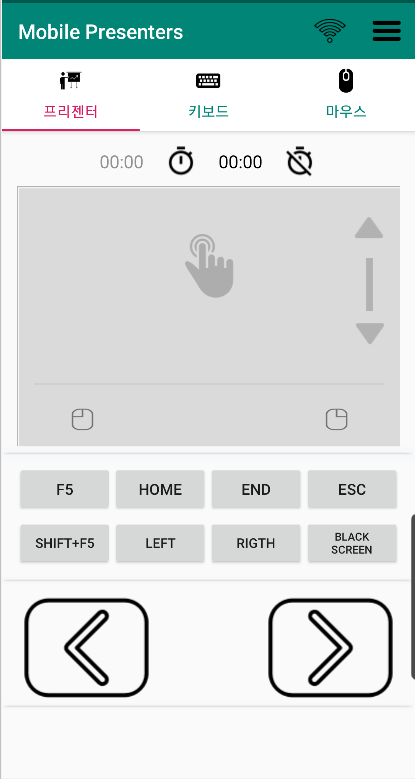 Mobile Presenters
프리젠터 키보드 마우스
00:00 00:00
F5 HOME END ESC
SHIFT+F5 LEFT RIGTH BLACK
SCREEN